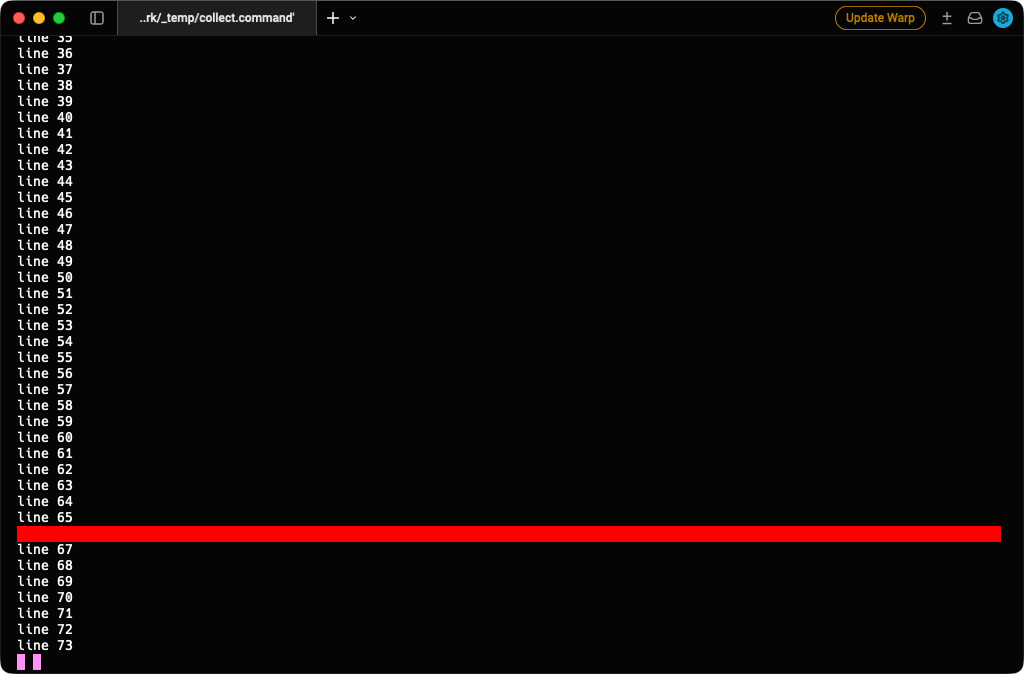 ..rk/_temp/collect.command'
Update Warp
line 35
line 36
line 37
line 38
line 39
line 40
line 41
line 42
line 43
line 44
line 45
line 46
line 47
line 48
line 49
line 50
line 51
line 52
line 53
line 54
line 55
line 56
line 57
line 58
line 59
line 60
line 61
line 62
line 63
line 64
line 65
line 67
line 68
line 69
line 70
line 71
line 72
line 73